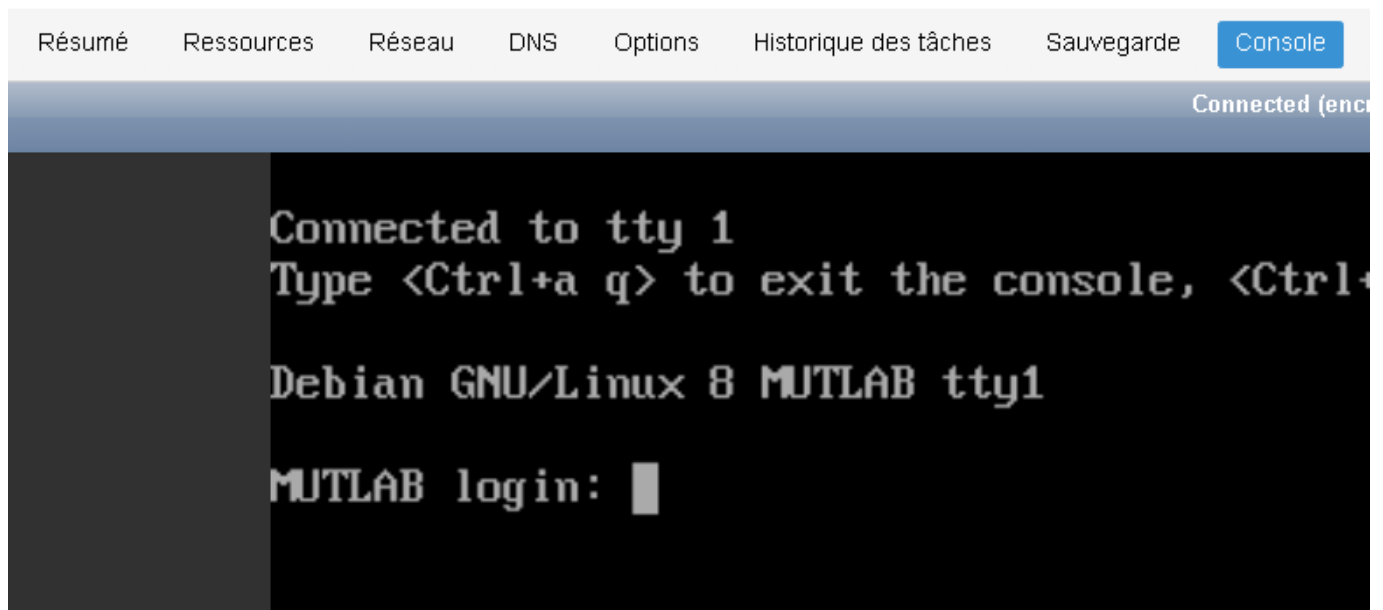 Résumé Ressources Réseau DNS Options Historique des tâches Sauvegarde Console
Connected
Connected to tty 1
Type <Ctrl+a q> to exit the console, <Ctrl+
Debian GNU/Linux 8 MUTLAB tty1
MUTLAB login: